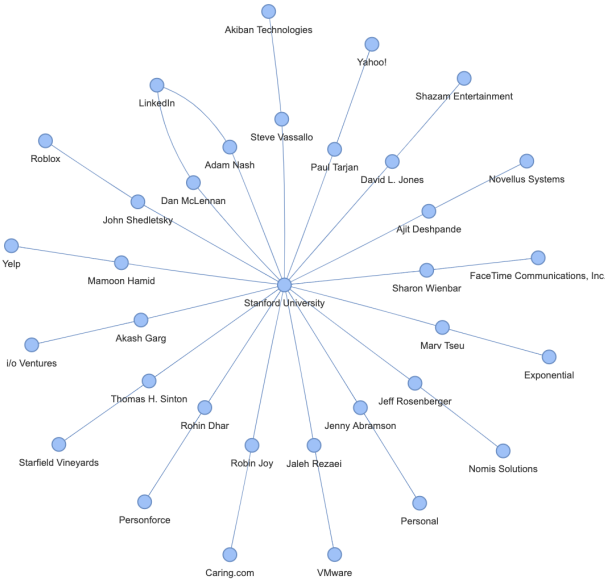 Akiban Technologies
Yahoo!
Shazam Entertainment
LinkedIn
Steve Vassallo
Roblox
Adam Nash
Paul Tarjan
David L. Jones
Novellus Systems
Dan McLennan
John Shedletsky
Ajit Deshpande
Yelp
Mamoon Hamid
Sharon Wienbar
FaceTime Communications, Inc.
Stanford University
Akash Garg
Marv Tseu
i/o Ventures
Exponential
Thomas H. Sinton
Jeff Rosenberger
Rohin Dhar
Jenny Abramson
Starfield Vineyards
Robin Joy
Jaleh Rezaei
Nomis Solutions
Personforce
Personal
Caring.com
VMware